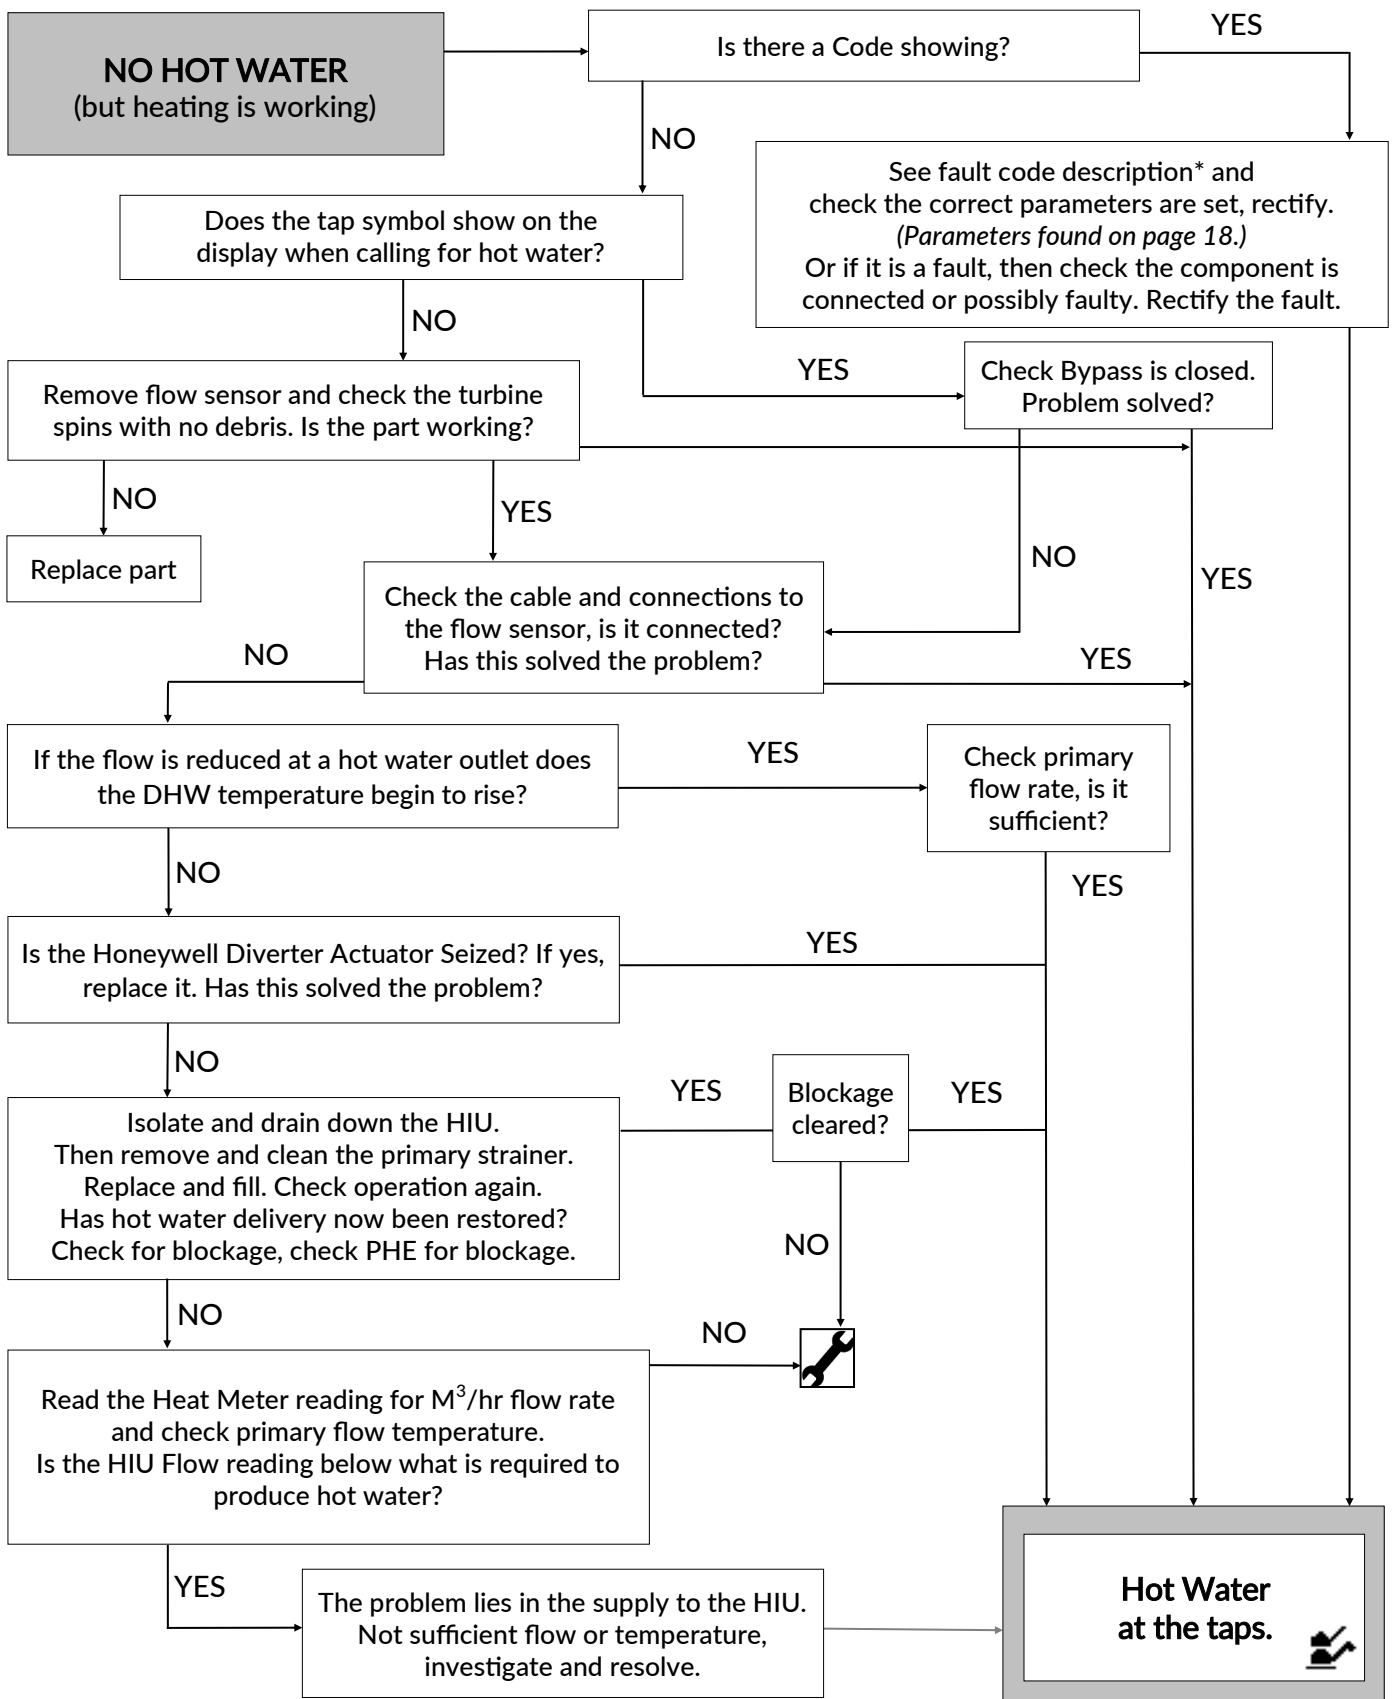 NO HOT WATER
(but heating is working)
Is there a Code showing?
YES
NO
See fault code description* and
check the correct parameters are set, rectify.
(Parameters found on page 18.)
Or if it is a fault, then check the component is
connected or possibly faulty. Rectify the fault.
Does the tap symbol show on the
display when calling for hot water?
NO
YES
Check Bypass is closed.
Problem solved?
Remove flow sensor and check the turbine
spins with no debris. Is the part working?
NO
YES
NO
YES
Replace part
Check the cable and connections to
the flow sensor, is it connected?
Has this solved the problem?
NO
YES
If the flow is reduced at a hot water outlet does
the DHW temperature begin to rise?
YES
Check primary
flow rate, is it
sufficient?
NO
YES
Is the Honeywell Diverter Actuator Seized? If yes,
replace it. Has this solved the problem?
YES
NO
Isolate and drain down the HIU.
Then remove and clean the primary strainer.
Replace and fill. Check operation again.
Has hot water delivery now been restored?
Check for blockage, check PHE for blockage.
YES
Blockage
cleared?
YES
NO
NO
NO
Read the Heat Meter reading for M³/hr flow rate
and check primary flow temperature.
Is the HIU Flow reading below what is required to
produce hot water?
YES
The problem lies in the supply to the HIU.
Not sufficient flow or temperature,
investigate and resolve.
Hot Water
at the taps.